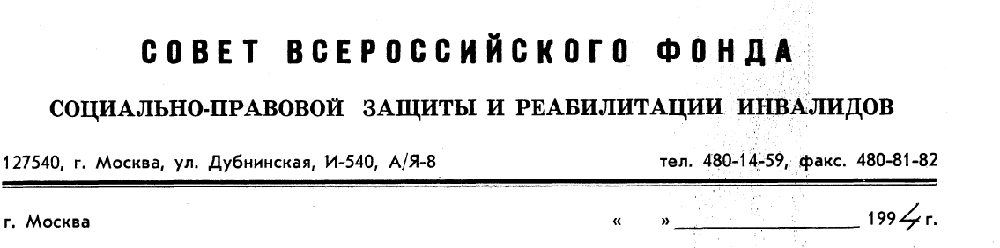 СОВЕТ ВСЕРОССИЙСКОГО ФОНДА
СОЦИАЛЬНО-ПРАВОВОЙ ЗАЩИТЫ И РЕАБИЛИТАЦИИ ИНВАЛИДОВ
127540, г. Москва, ул. Дубнинская, И-540, А/Я-8 тел. 480-14-59, факс. 480-81-82
г. Москва « » ____________ 1994 г.